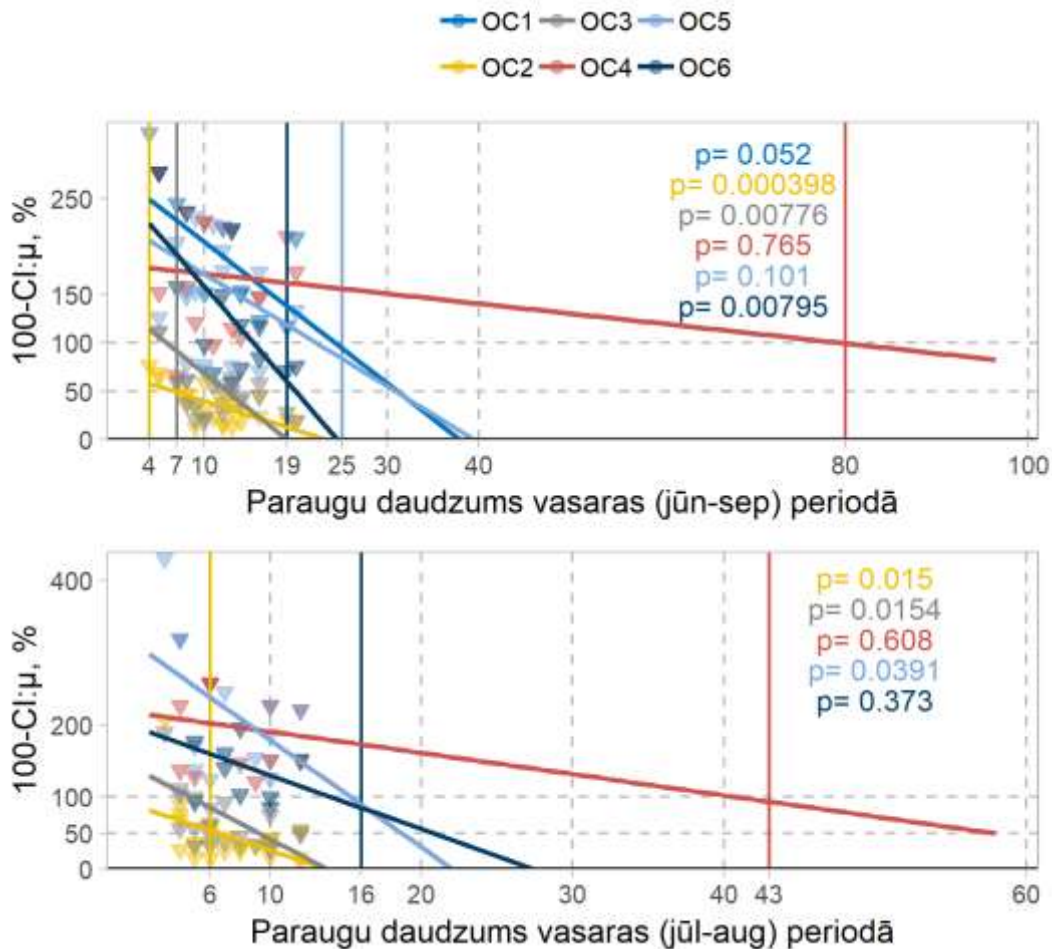 OC1 OC3 OC5
OC2 OC4 OC6
100-CI:μ, %
250
150
100
50
0
p= 0.052
p= 0.000398
p= 0.00776
p= 0.765
p= 0.101
p= 0.00795
4 7 10 19 25 30 40 80 100
Paraugu daudzums vasaras (jūn-sep) periodā
100-CI:μ, %
400
200
100
50
0
p= 0.015
p= 0.0154
p= 0.608
p= 0.0391
p= 0.373
6 10 16 20 30 40 43 60
Paraugu daudzums vasaras (jūl-aug) periodā